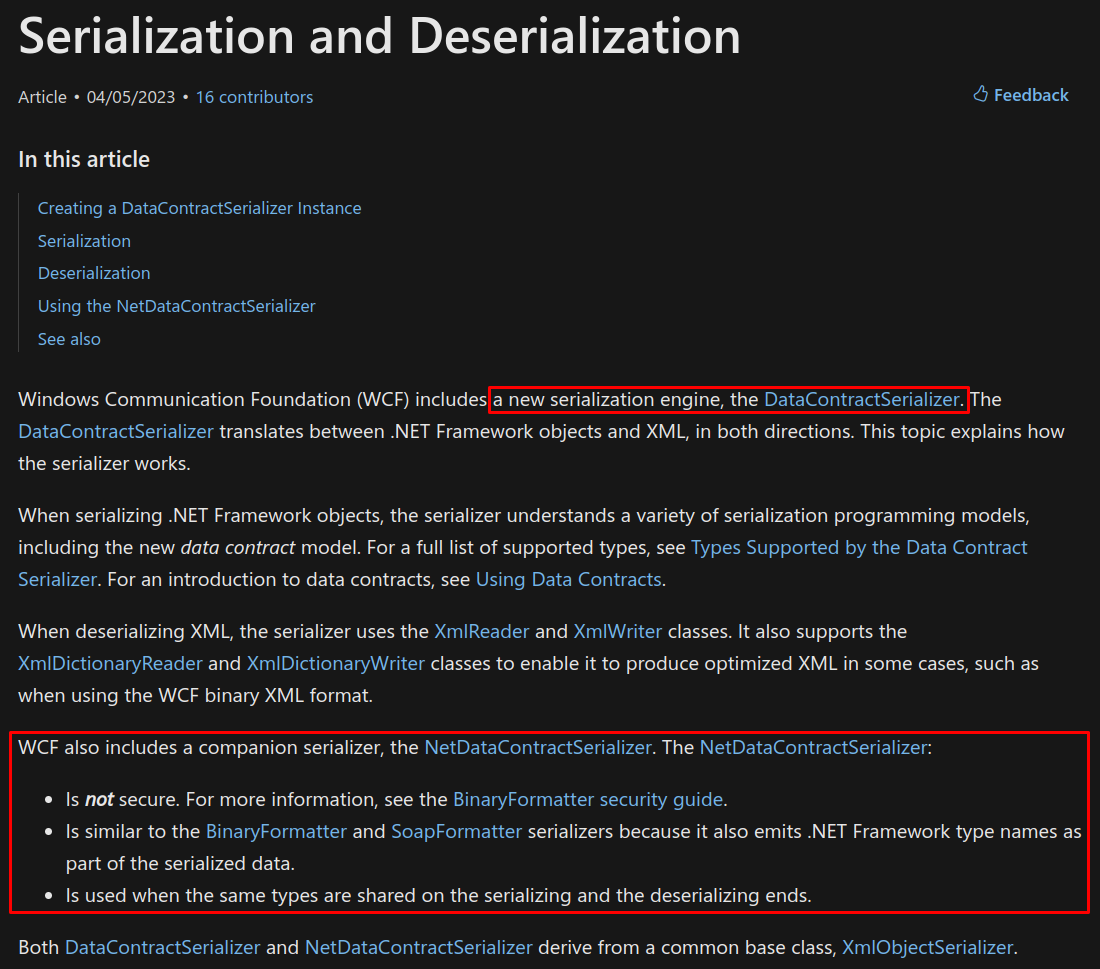 Serialization and Deserialization
Article • 04/05/2023 • 16 contributors
Feedback
In this article
Creating a DataContractSerializer Instance
Serialization
Deserialization
Using the NetDataContractSerializer
See also
Windows Communication Foundation (WCF) includes a new serialization engine, the DataContractSerializer. The
DataContractSerializer translates between .NET Framework objects and XML, in both directions. This topic explains how
the serializer works.
When serializing .NET Framework objects, the serializer understands a variety of serialization programming models,
including the new data contract model. For a full list of supported types, see Types Supported by the Data Contract
Serializer. For an introduction to data contracts, see Using Data Contracts.
When deserializing XML, the serializer uses the XmlReader and XmlWriter classes. It also supports the
XmlDictionaryReader and XmlDictionaryWriter classes to enable it to produce optimized XML in some cases, such as
when using the WCF binary XML format.
WCF also includes a companion serializer, the NetDataContractSerializer. The NetDataContractSerializer:
• Is not secure. For more information, see the BinaryFormatter security guide.
• Is similar to the BinaryFormatter and SoapFormatter serializers because it also emits .NET Framework type names as
part of the serialized data.
• Is used when the same types are shared on the serializing and the deserializing ends.
Both DataContractSerializer and NetDataContractSerializer derive from a common base class, XmlObjectSerializer.